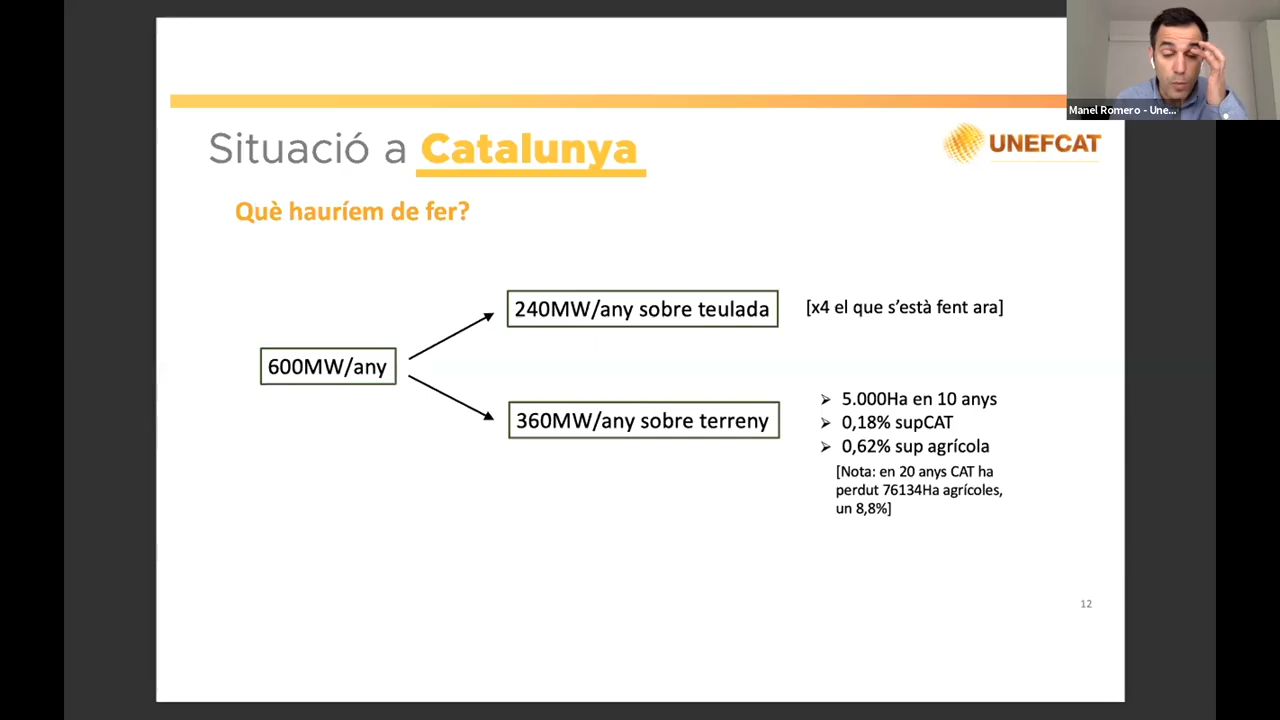 Manel Romero - Une...
Situació a Catalunya
UNEFCAT
Què hauríem de fer?
240MW/any sobre teulada
[x4 el que s'està fent ara]
600MW/any
360MW/any sobre terreny
5.000Ha en 10 anys
0,18% supCAT
0,62% sup agrícola
[Nota: en 20 anys CAT ha
perdut 76134Ha agrícoles,
un 8,8%]
12